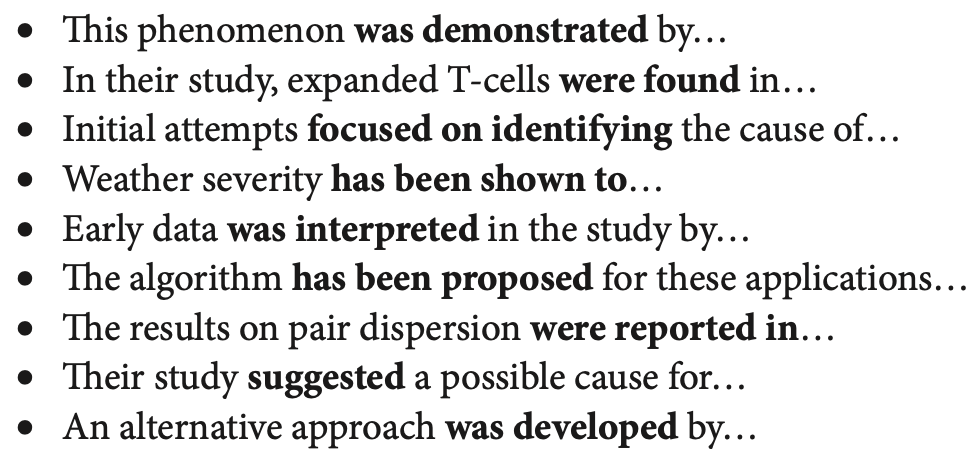 • This phenomenon was demonstrated by…
• In their study, expanded T-cells were found in…
• Initial attempts focused on identifying the cause of…
• Weather severity has been shown to…
• Early data was interpreted in the study by…
• The algorithm has been proposed for these applications…
• The results on pair dispersion were reported in…
• Their study suggested a possible cause for…
• An alternative approach was developed by…